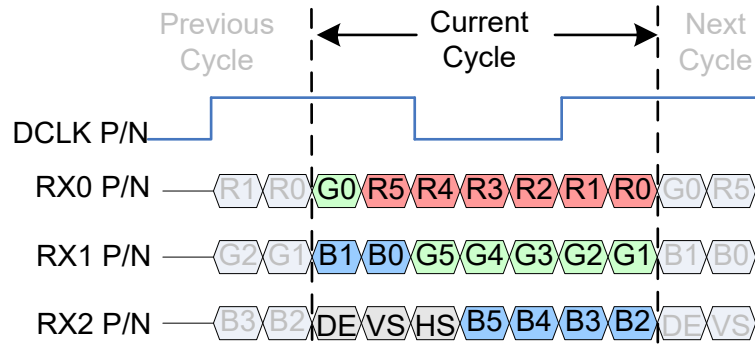 Previous Cycle
Current Cycle
Next Cycle
DCLK P/N
RX0 P/N R1 R0 G0 R5 R4 R3 R2 R1 R0 G0 R5
RX1 P/N G2 G1 B1 B0 G5 G4 G3 G2 G1 B1 B0
RX2 P/N B3 B2 DE VS HS B5 B4 B3 B2 DE VS